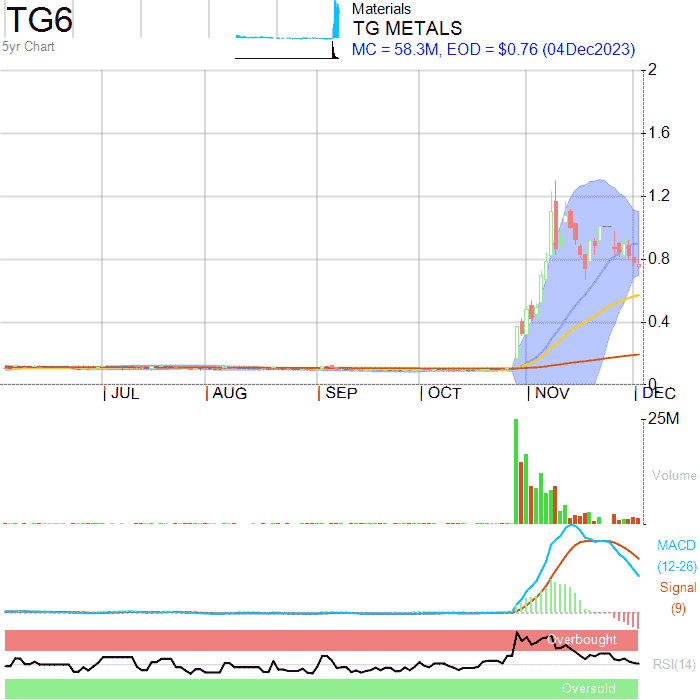 TG6
5yr Chart
Materials
TG METALS
MC = 58.3M, EOD = $0.76 (04Dec2023)
2
1.6
1.2
0.8
0.4
0
JUL AUG SEP OCT NOV DEC
25M
Volume
MACD
(12-26)
Signal
(9)
Overbought
RSI(14)
Oversold